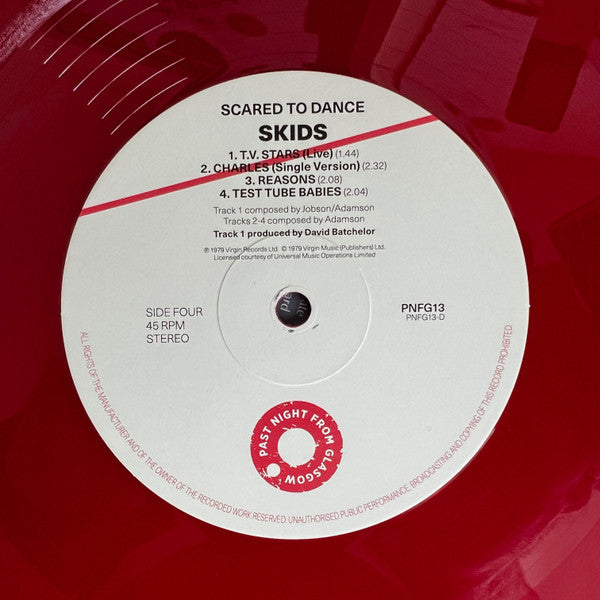 SCARED TO DANCE
SKIDS
1. T.V. STARS (Live) (1.44)
2. CHARLES (Single Version) (2.32)
3. REASONS (2.08)
4. TEST TUBE BABIES (2.04)
Track 1 composed by Jobson/Adamson
Tracks 2-4 composed by Adamson
Track 1 produced by David Batchelor
℗ 1979 Virgin Records Ltd. © 1979 Virgin Music (Publishers) Ltd.
Licensed courtesy of Universal Music Operations Limited
SIDE FOUR
45 RPM
STEREO
PNFG13
PNFG13-D
PAST NIGHT FROM GLASGOW
ALL RIGHTS OF THE MANUFACTURER AND OF THE OWNER OF THE RECORDED WORK RESERVED. UNAUTHORISED PUBLIC PERFORMANCE, BROADCASTING AND COPYING OF THIS RECORD PROHIBITED.